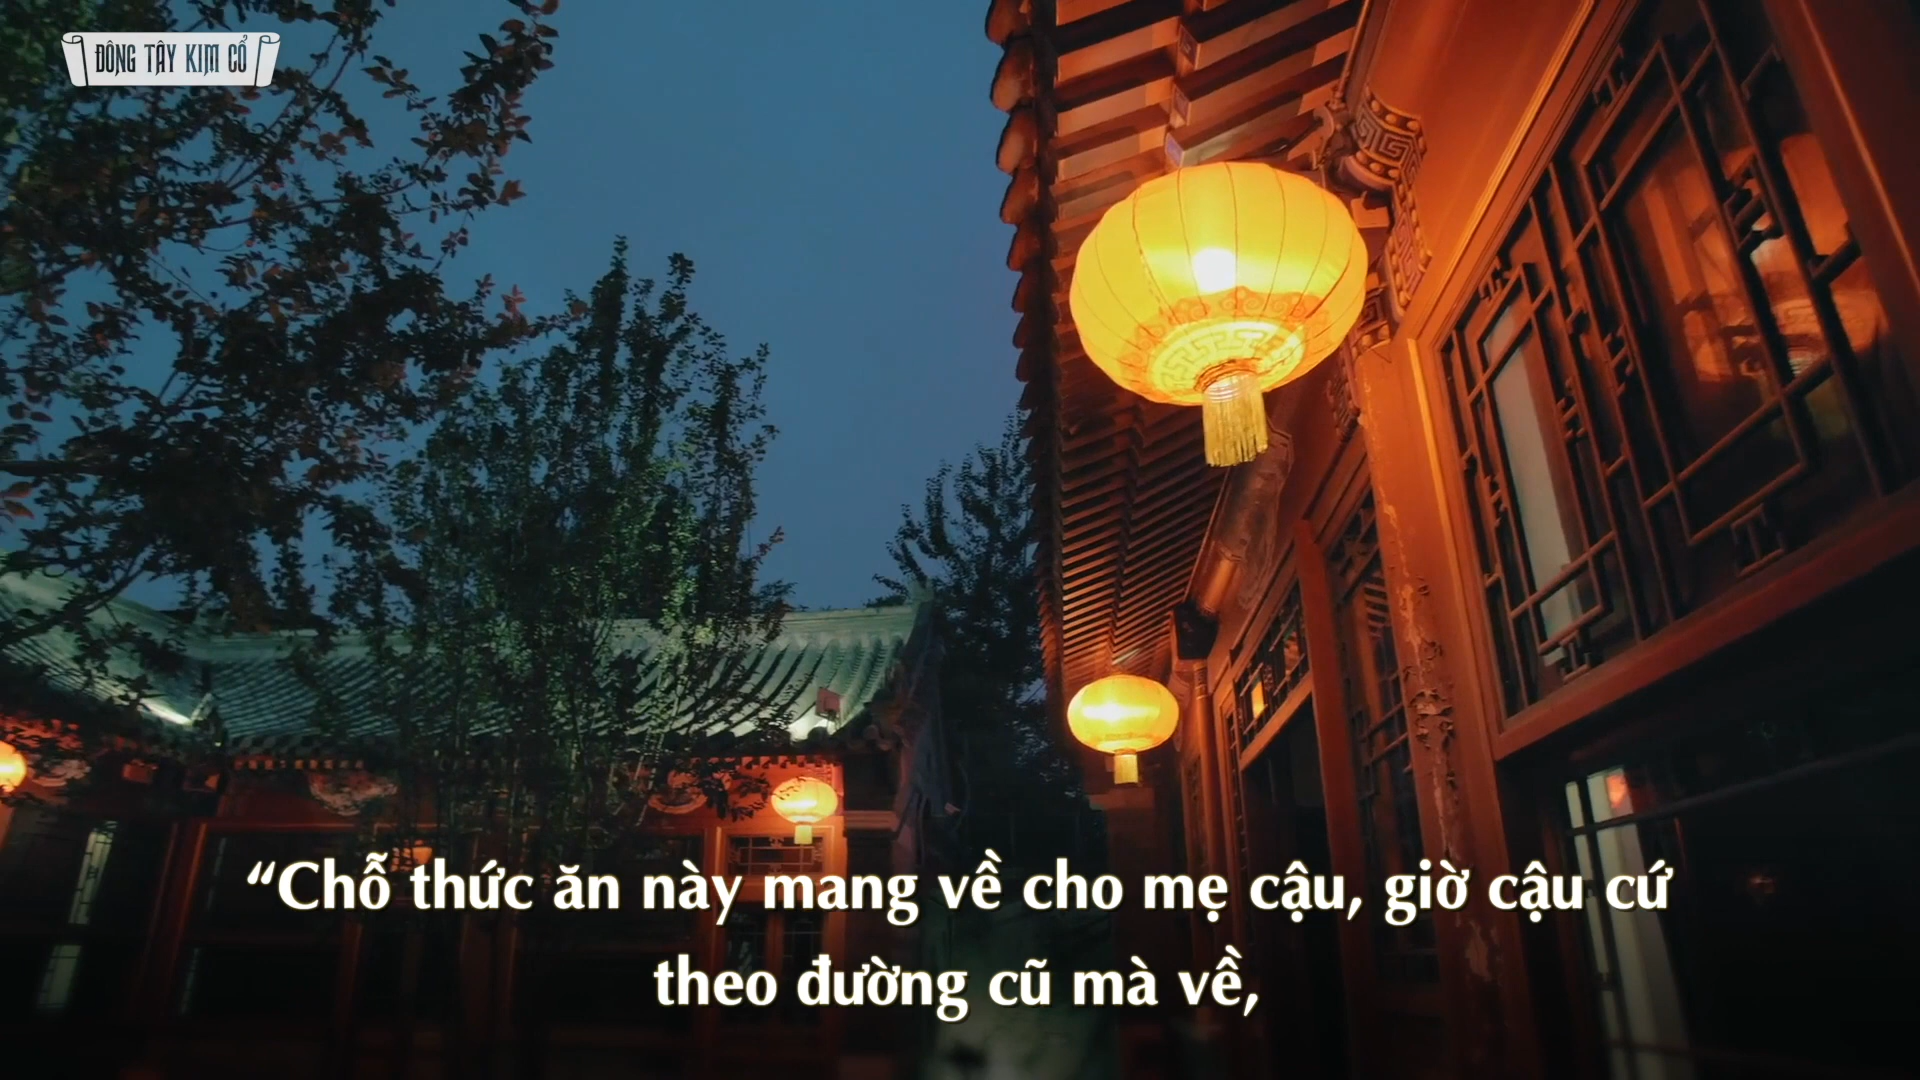 ĐÔNG TÂY KIM CỔ
“Chỗ thức ăn này mang về cho mẹ cậu, giờ cậu cứ
theo đường cũ mà về,